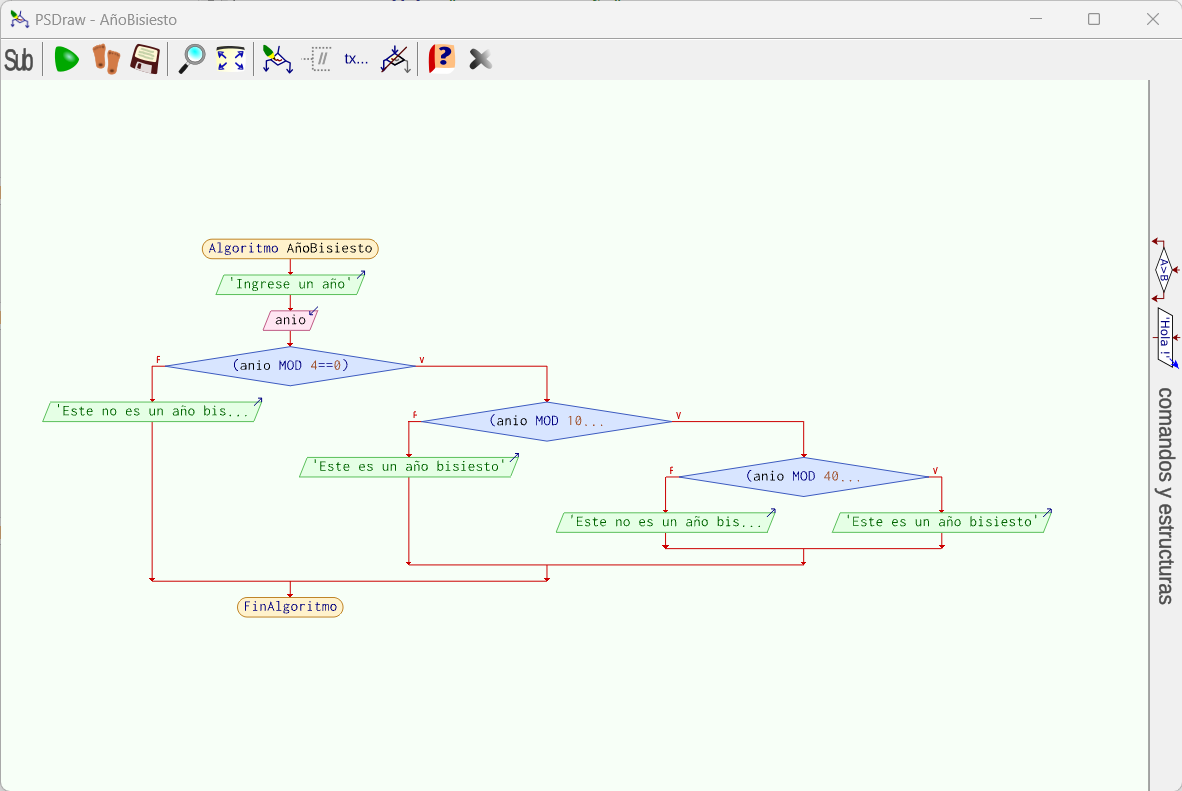 PSDraw - AñoBisiesto
Sub
tx...
?
Algoritmo AñoBisiesto
'Ingrese un año'
anio
F
(anio MOD 4==0)
V
'Este no es un año bis...
F
(anio MOD 10...
V
'Este es un año bisiesto'
F
(anio MOD 40...
V
'Este no es un año bis...
'Este es un año bisiesto'
FinAlgoritmo
A>B
'Hola !'
comandos y estructuras